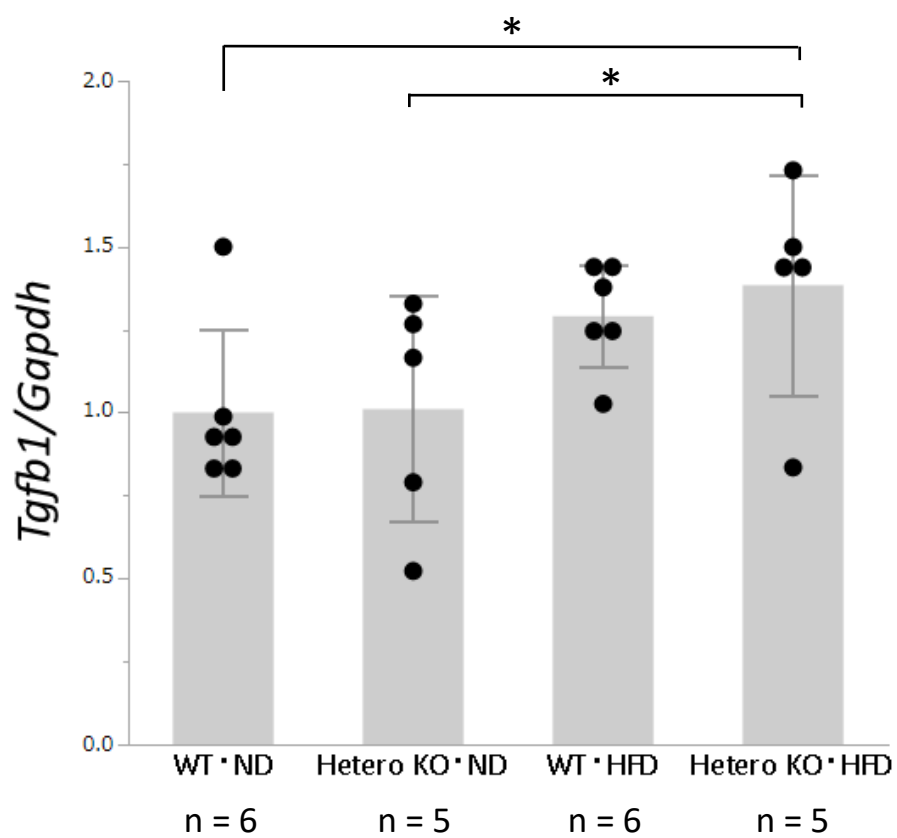 *
*
2.0
1.5
1.0
0.5
0.0
Tgfb1/Gapdh
WT・ND Hetero KO・ND WT・HFD Hetero KO・HFD
n = 6 n = 5 n = 6 n = 5